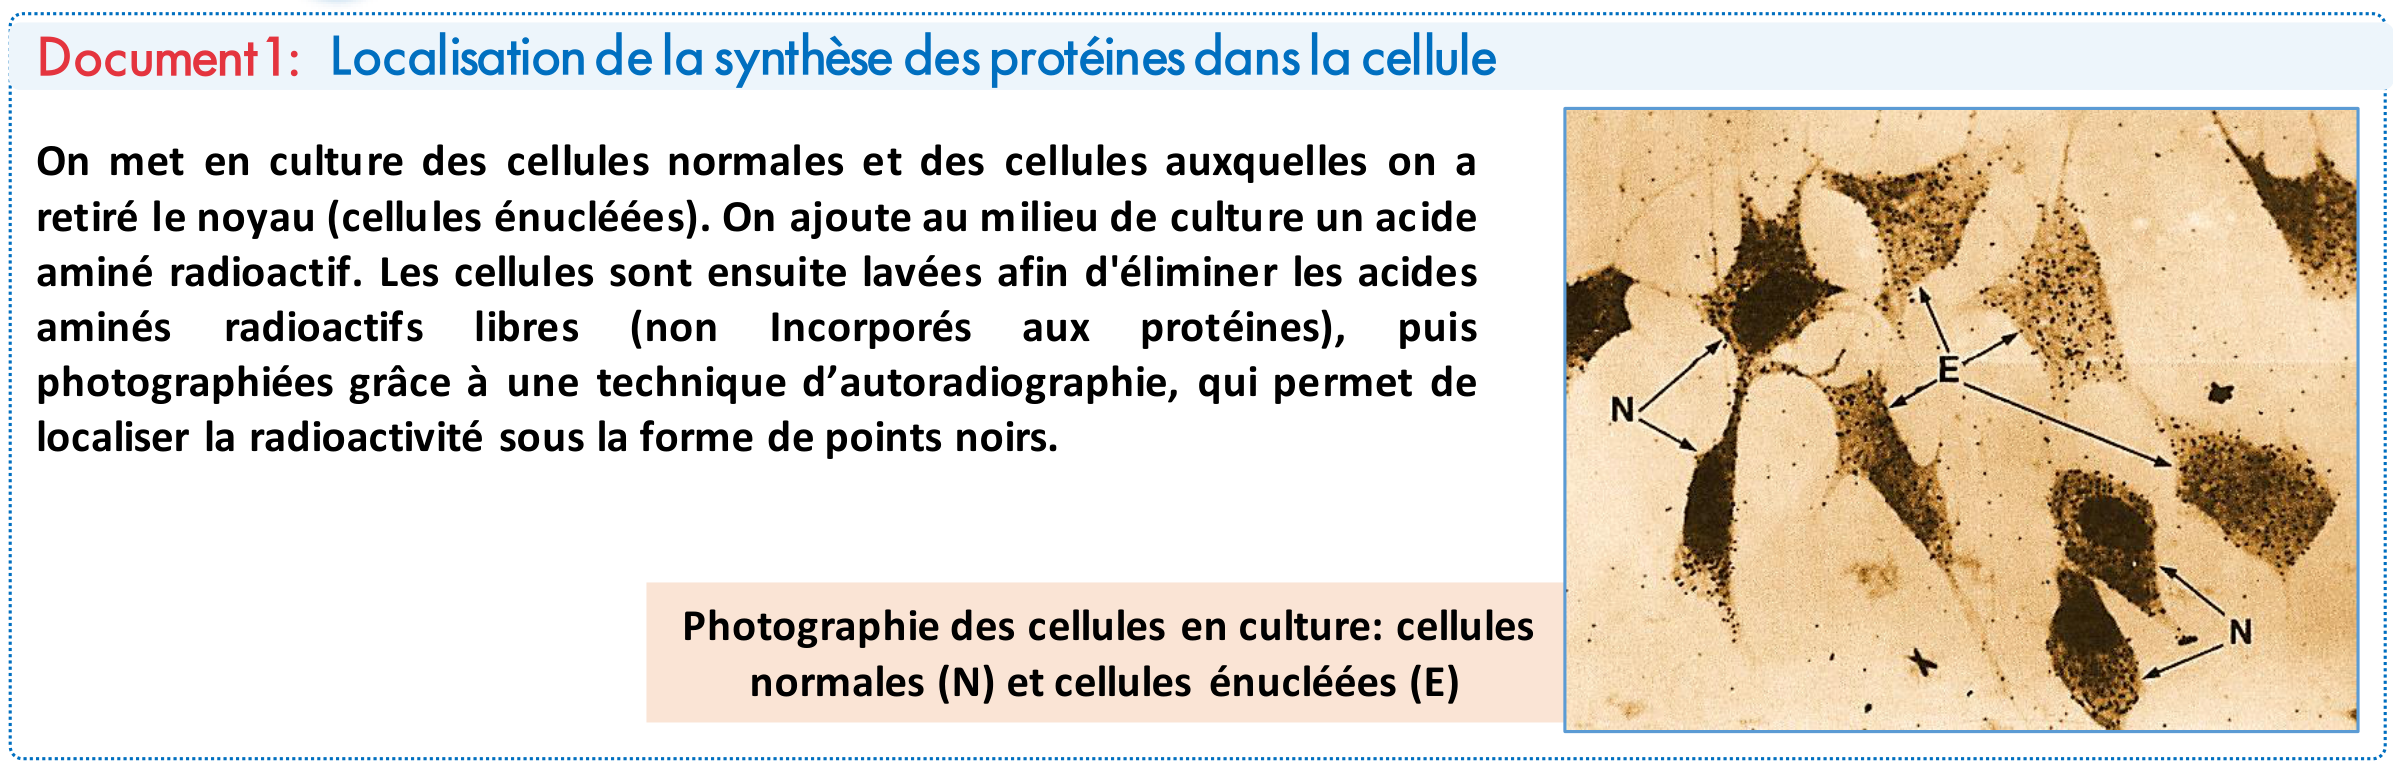 Document1: Localisation de la synthèse des protéines dans la cellule
On met en culture des cellules normales et des cellules auxquelles on a
retiré le noyau (cellules énucléées). On ajoute au milieu de culture un acide
aminé radioactif. Les cellules sont ensuite lavées afin d'éliminer les acides
aminés radioactifs libres (non Incorporés aux protéines), puis
photographiées grâce à une technique d’autoradiographie, qui permet de
localiser la radioactivité sous la forme de points noirs.
E
N
N
Photographie des cellules en culture: cellules
normales (N) et cellules énucléées (E)